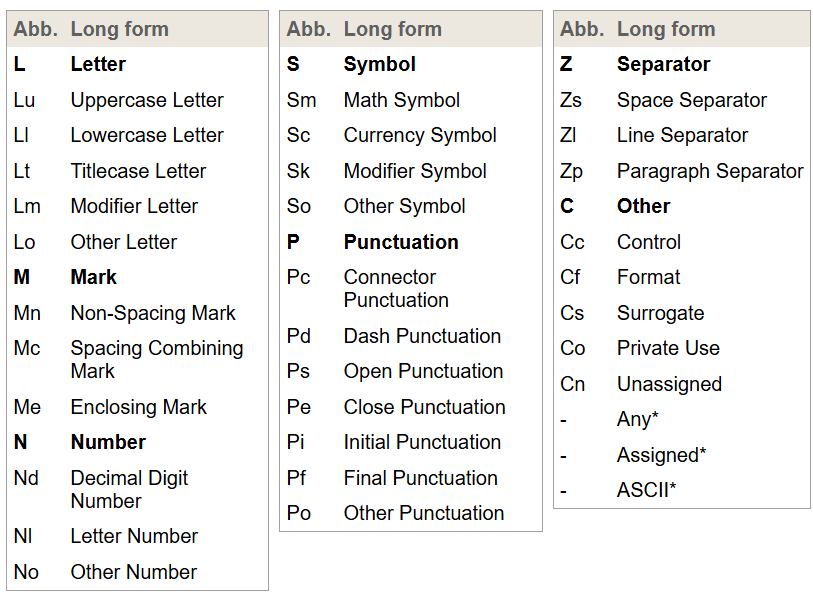 Abb. Long form
L Letter
Lu Uppercase Letter
Ll Lowercase Letter
Lt Titlecase Letter
Lm Modifier Letter
Lo Other Letter
M Mark
Mn Non-Spacing Mark
Mc Spacing Combining
Mark
Me Enclosing Mark
N Number
Nd Decimal Digit
Number
Nl Letter Number
No Other Number
Abb. Long form
S Symbol
Sm Math Symbol
Sc Currency Symbol
Sk Modifier Symbol
So Other Symbol
P Punctuation
Pc Connector
Punctuation
Pd Dash Punctuation
Ps Open Punctuation
Pe Close Punctuation
Pi Initial Punctuation
Pf Final Punctuation
Po Other Punctuation
Abb. Long form
Z Separator
Zs Space Separator
Zl Line Separator
Zp Paragraph Separator
C Other
Cc Control
Cf Format
Cs Surrogate
Co Private Use
Cn Unassigned
- Any*
- Assigned*
- ASCII*